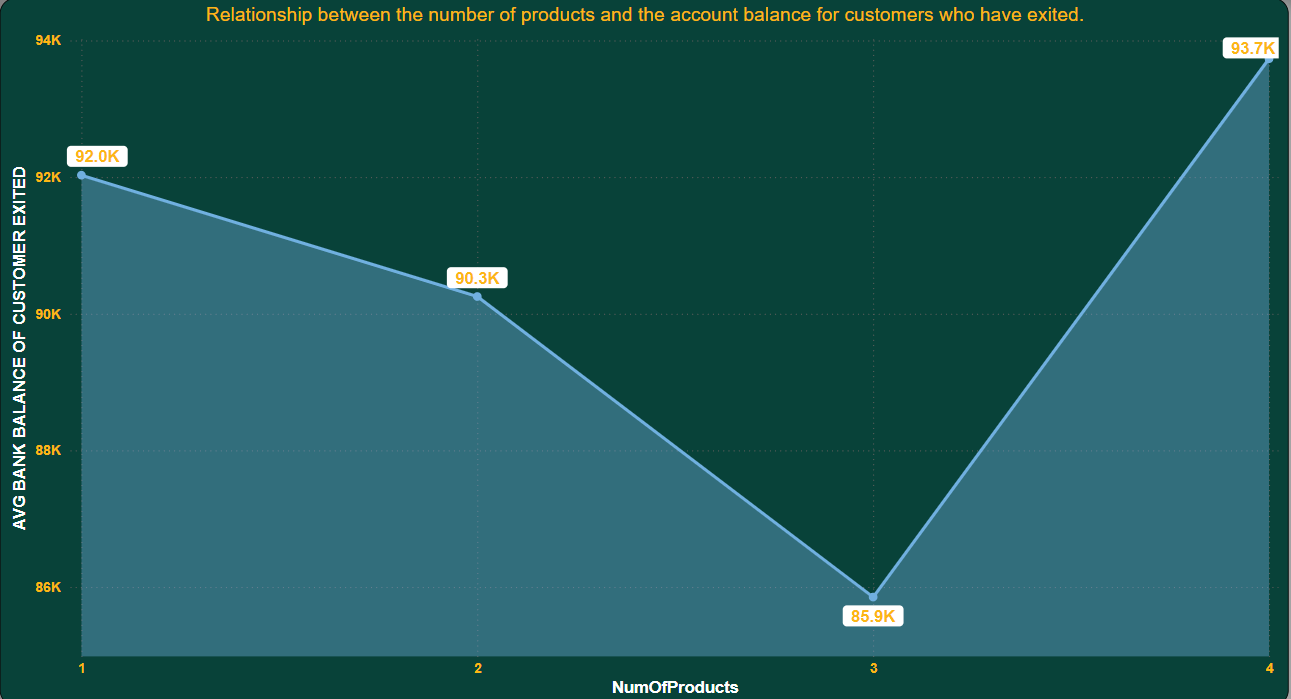 Relationship between the number of products and the account balance for customers who have exited.
94K
93.7K
92.0K
92K
90.3K
90K
88K
86K
85.9K
AVG BANK BALANCE OF CUSTOMER EXITED
1
2
3
4
NumOfProducts